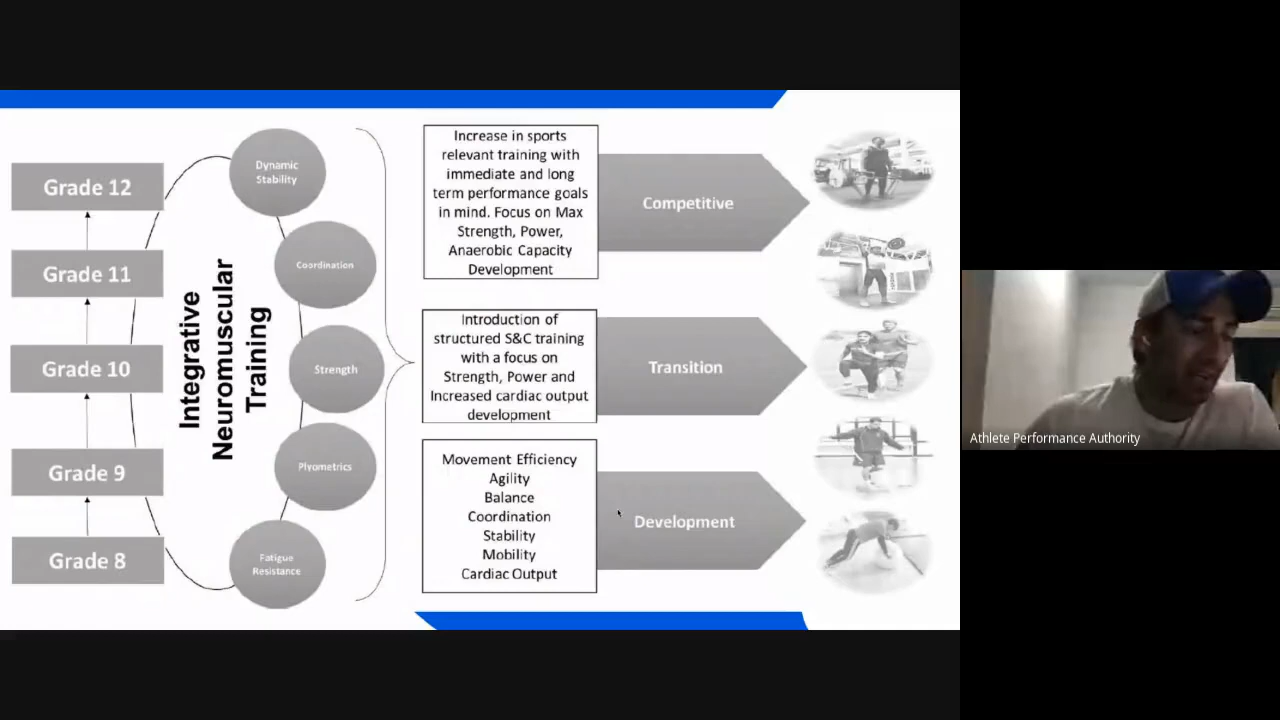 Grade 12
Grade 11
Grade 10
Grade 9
Grade 8
Integrative
Neuromuscular
Training
Dynamic
Stability
Coordination
Strength
Plyometrics
Fatigue
Resistance
Increase in sports
relevant training with
immediate and long
term performance goals
in mind. Focus on Max
Strength, Power,
Anaerobic Capacity
Development
Competitive
Introduction of
structured S&C training
with a focus on
Strength, Power and
Increased cardiac output
development
Transition
Movement Efficiency
Agility
Balance
Coordination
Stability
Mobility
Cardiac Output
Development
Athlete Performance Authority